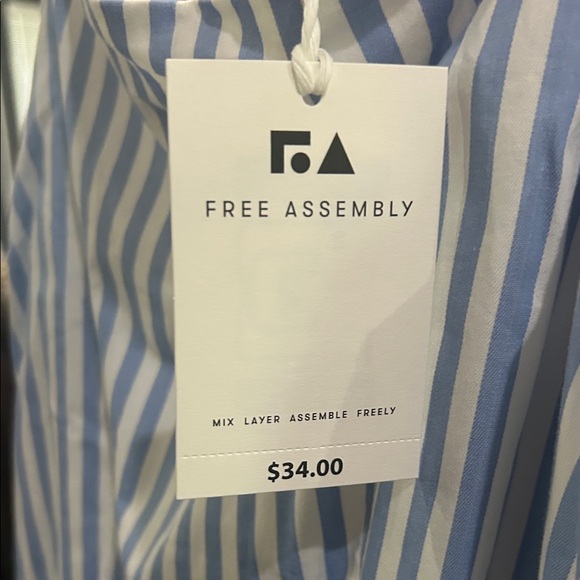 FREE ASSEMBLY
MIX LAYER ASSEMBLE FREELY
$34.00